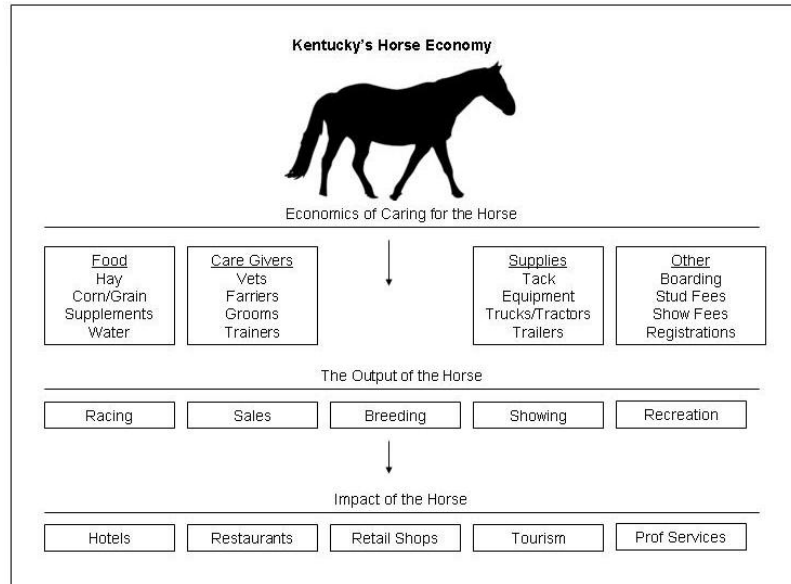 Kentucky's Horse Economy
Economics of Caring for the Horse
Food
Hay
Corn/Grain
Supplements
Water
Care Givers
Vets
Farriers
Grooms
Trainers
Supplies
Tack
Equipment
Trucks/Tractors
Trailers
Other
Boarding
Stud Fees
Show Fees
Registrations
The Output of the Horse
Racing
Sales
Breeding
Showing
Recreation
Impact of the Horse
Hotels
Restaurants
Retail Shops
Tourism
Prof Services